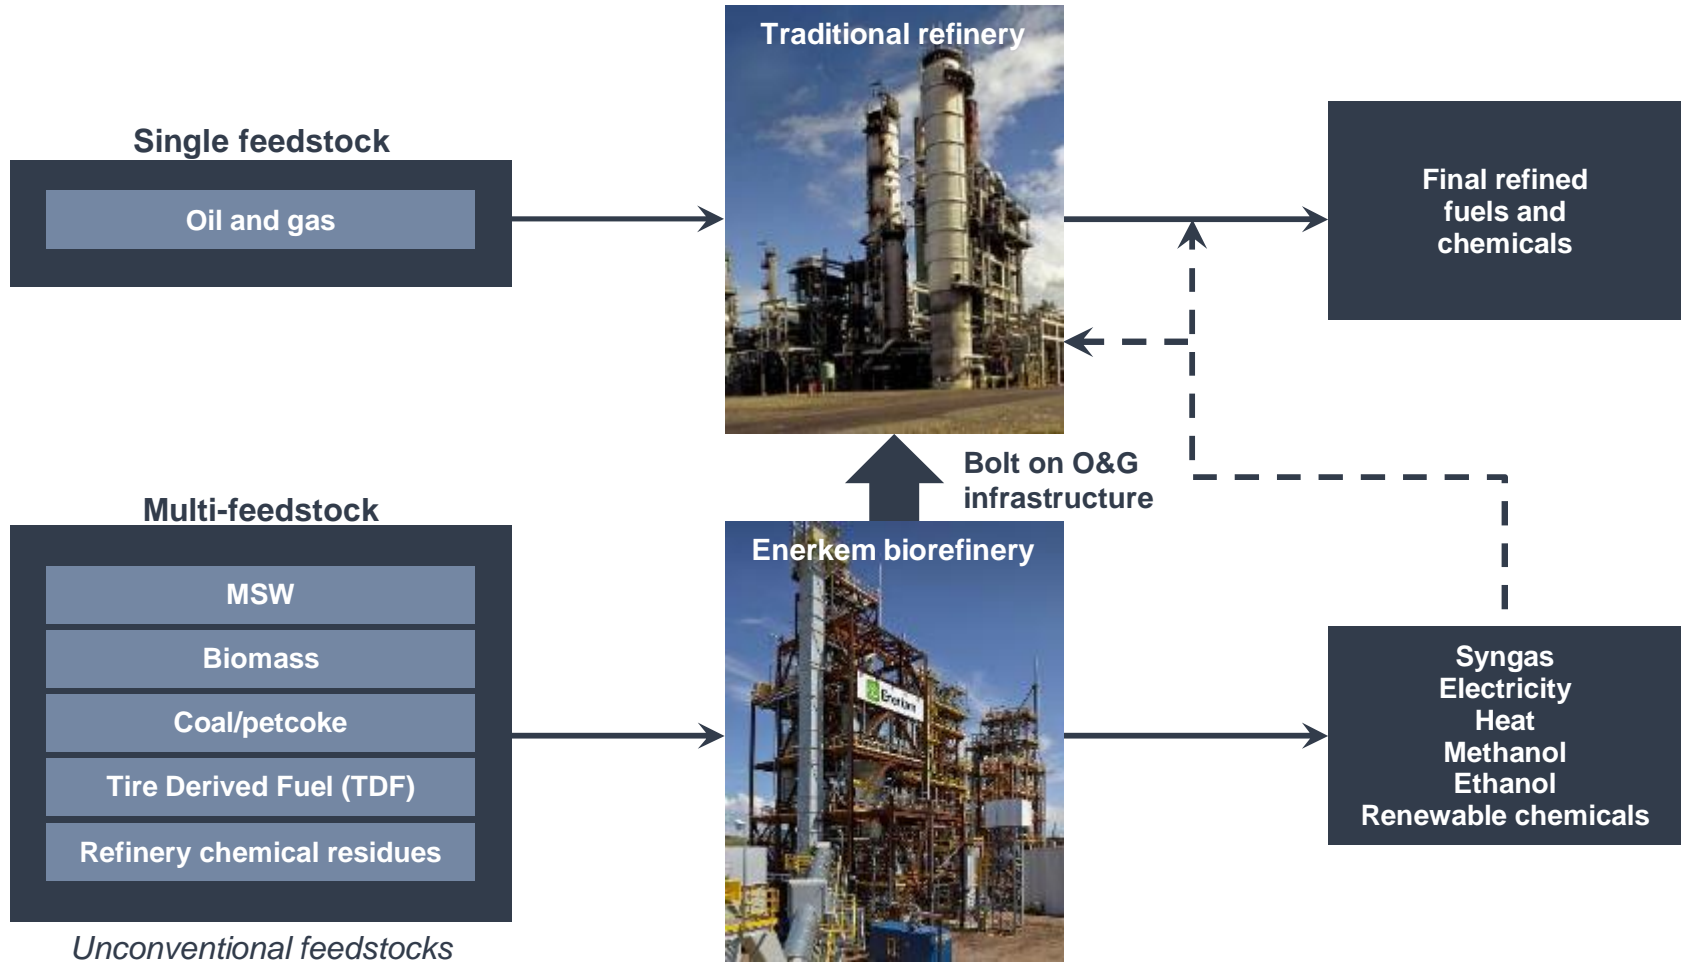 Traditional refinery
Single feedstock
Oil and gas
Final refined
fuels and
chemicals
Bolt on O&G
infrastructure
Multi-feedstock
MSW
Biomass
Coal/petcoke
Tire Derived Fuel (TDF)
Refinery chemical residues
Unconventional feedstocks
Enerkem biorefinery
Enerkem
Syngas
Electricity
Heat
Methanol
Ethanol
Renewable chemicals